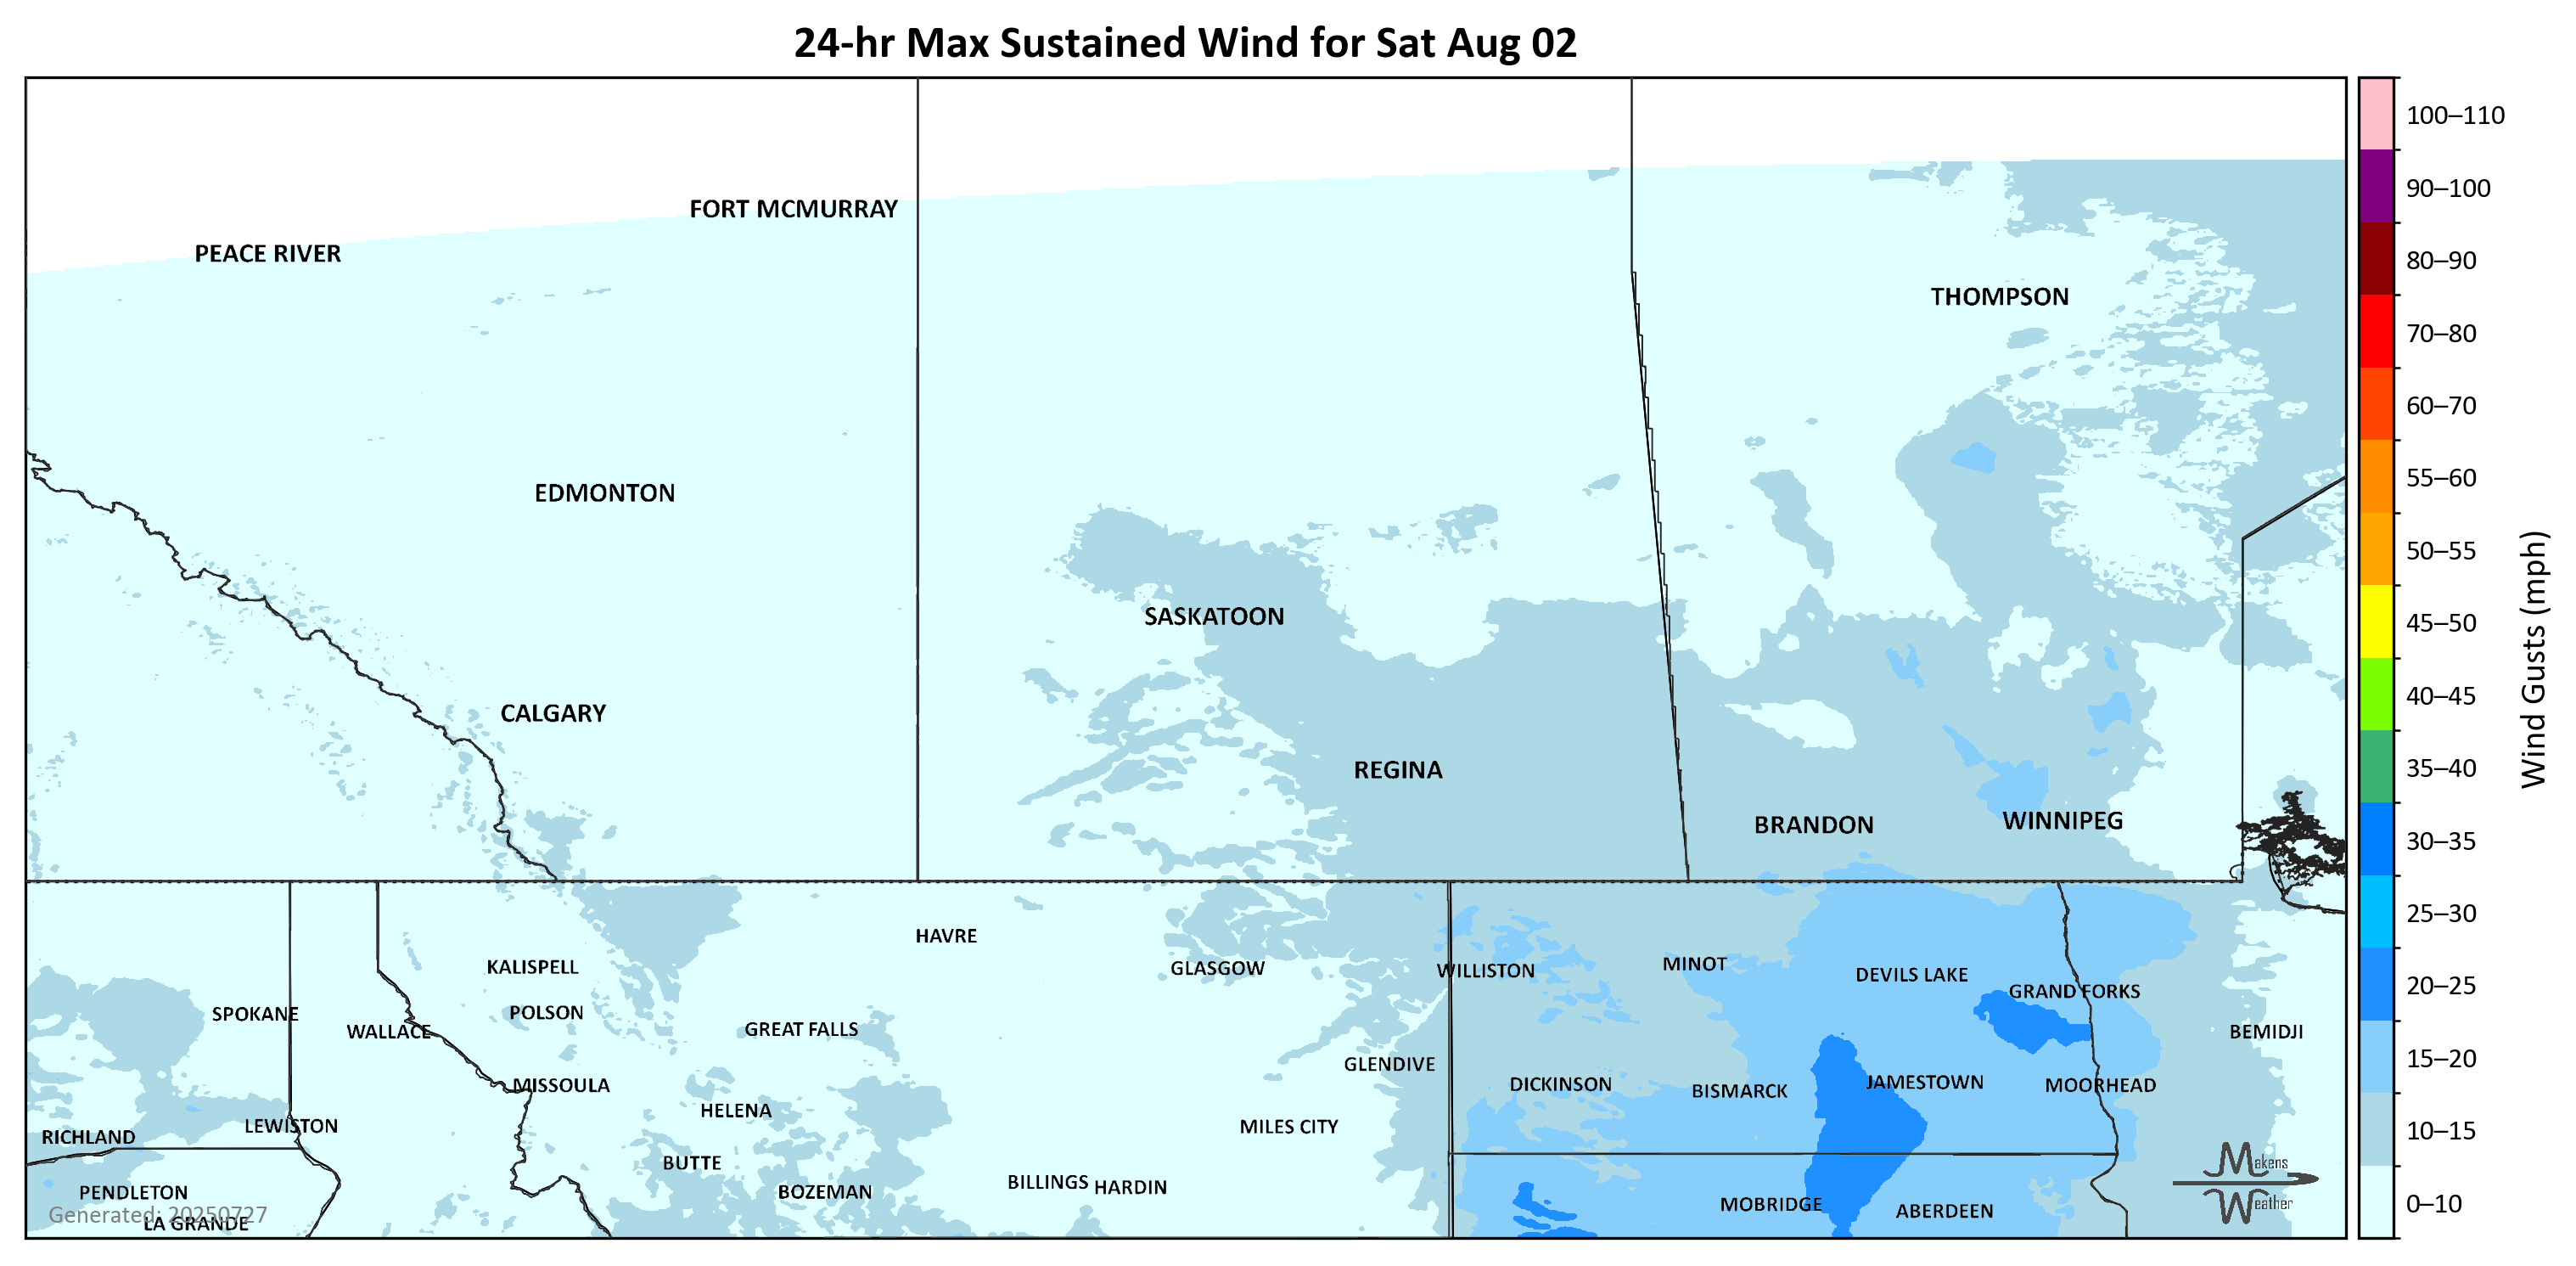 24-hr Max Sustained Wind for Sat Aug 02
100–110
FORT MCMURRAY
90–100
PEACE RIVER
80–90
THOMPSON
70–80
60–70
EDMONTON
55–60
50–55
SASKATOON
45–50
Wind Gusts (mph)
CALGARY
40–45
REGINA
35–40
BRANDON
WINNIPEG
30–35
HAVRE
25–30
KALISPELL
GLASGOW
WILLISTON
MINOT
DEVILS LAKE
20–25
GRAND FORKS
SPOKANE
POLSON
WALLACE
GREAT FALLS
BEMIDJI
15–20
GLENDIVE
MISSOULA
DICKINSON
BISMARCK
JAMESTOWN
MOORHEAD
HELENA
LEWISTON
MILES CITY
10–15
RICHLAND
BUTTE
Makens
Weather
PENDLETON
BOZEMAN
BILLINGS
HARDIN
MOBRIDGE
ABERDEEN
0–10
Generated: 20250727
LA GRANDE